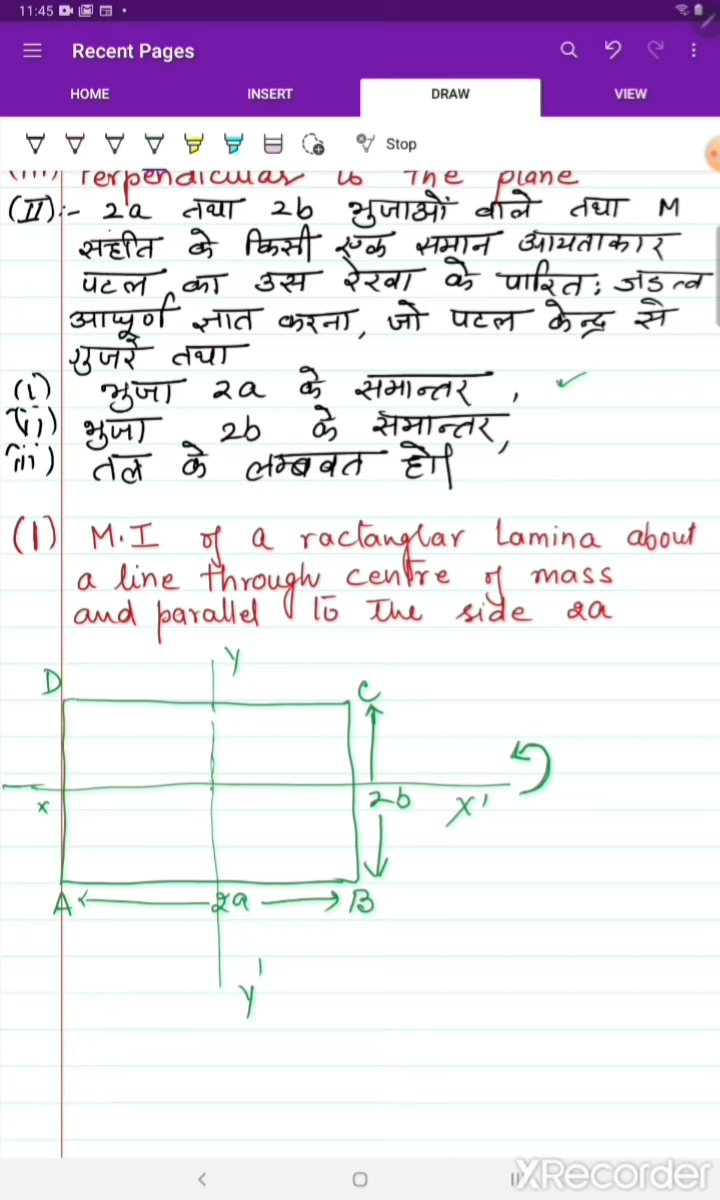 11:45
Recent Pages
HOME INSERT DRAW VIEW
Stop
(III) Perpendicular to the plane
(II):- 2a तथा 2b भुजाओं वाले तथा M
संहति के किसी एक समान आयताकार
पटल का उस रेखा के पारित: जडत्व
आघूर्ण ज्ञात करना, जो पटल केन्द्र से
गुजरे तथा
(i) भुजा 2a के समान्तर, ✓
(ii) भुजा 2b के समान्तर,
(iii) तल के लम्बवत हो।
(1) M.I of a ractanglar Lamina about
a line through centre of mass
and parallel to the side 2a
Y
D C
x 2b X'
A 2a B
Y'
XRecorder